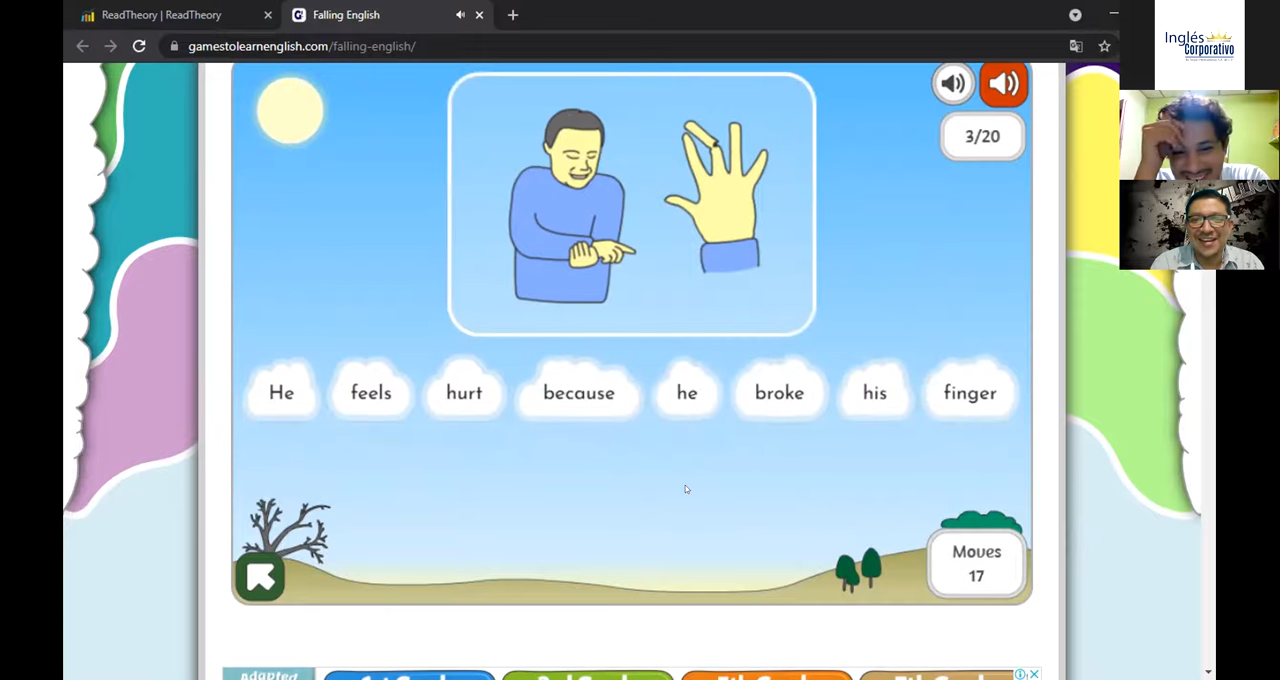 ReadTheory | ReadTheory
Falling English
gamestolearnenglish.com/falling-english/
Inglés
Corporativo
3/20
He feels hurt because he broke his finger
Moves
17
Adapted